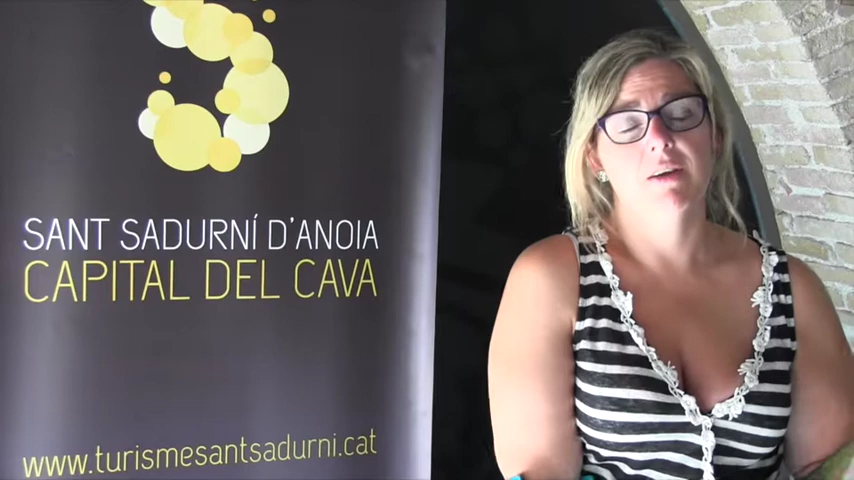 SANT SADURNÍ D'ANOIA
CAPITAL DEL CAVA
www.turismesantsadurni.cat